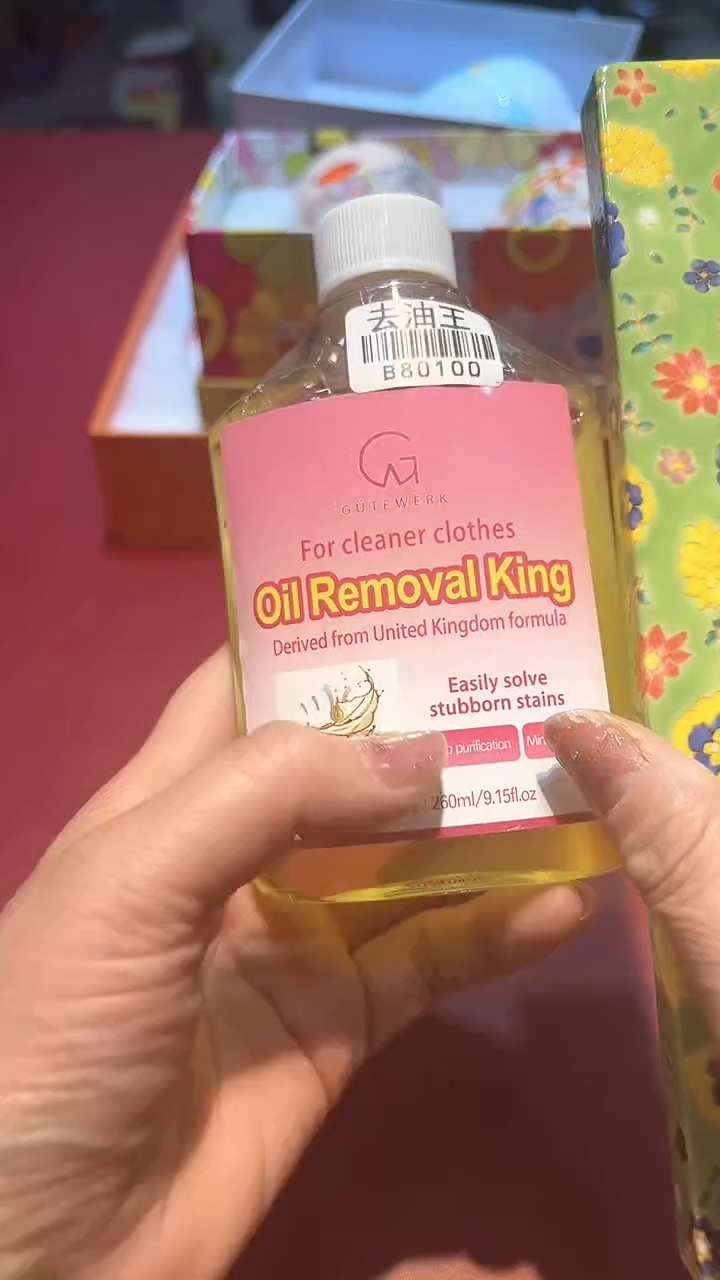 去油王
B80100
GÜTEWERK
For cleaner clothes
Oil Removal King
Derived from United Kingdom formula
Easily solve
stubborn stains
purification
260ml/9.15fl.oz